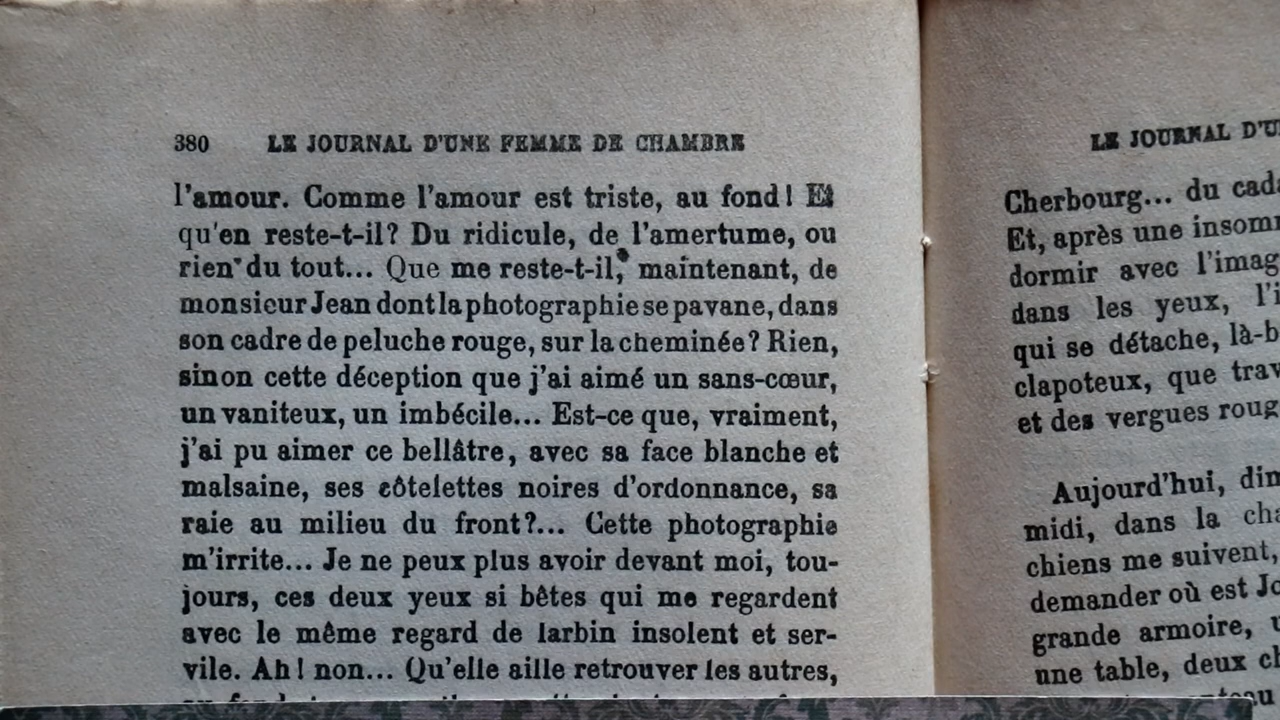 380 LE JOURNAL D'UNE FEMME DE CHAMBRE
l'amour. Comme l'amour est triste, au fond! Et
qu'en reste-t-il? Du ridicule, de l'amertume, ou
rien du tout... Que me reste-t-il, maintenant, de
monsieur Jean dont la photographie se pavane, dans
son cadre de peluche rouge, sur la cheminée? Rien,
sinon cette déception que j'ai aimé un sans-cœur,
un vaniteux, un imbécile... Est-ce que, vraiment,
j'ai pu aimer ce bellâtre, avec sa face blanche et
malsaine, ses côtelettes noires d'ordonnance, sa
raie au milieu du front?... Cette photographie
m'irrite... Je ne peux plus avoir devant moi, tou-
jours, ces deux yeux si bêtes qui me regardent
avec le même regard de larbin insolent et ser-
vile. Ah! non... Qu'elle aille retrouver les autres,
LE JOURNAL D'U
Cherbourg... du cada
Et, après une insomn
dormir avec l'imag
dans les yeux, l'i
qui se détache, là-b
clapoteux, que trav
et des vergues roug
Aujourd'hui, dim
midi, dans la cha
chiens me suivent,
demander où est Jo
grande armoire, u
une table, deux ch